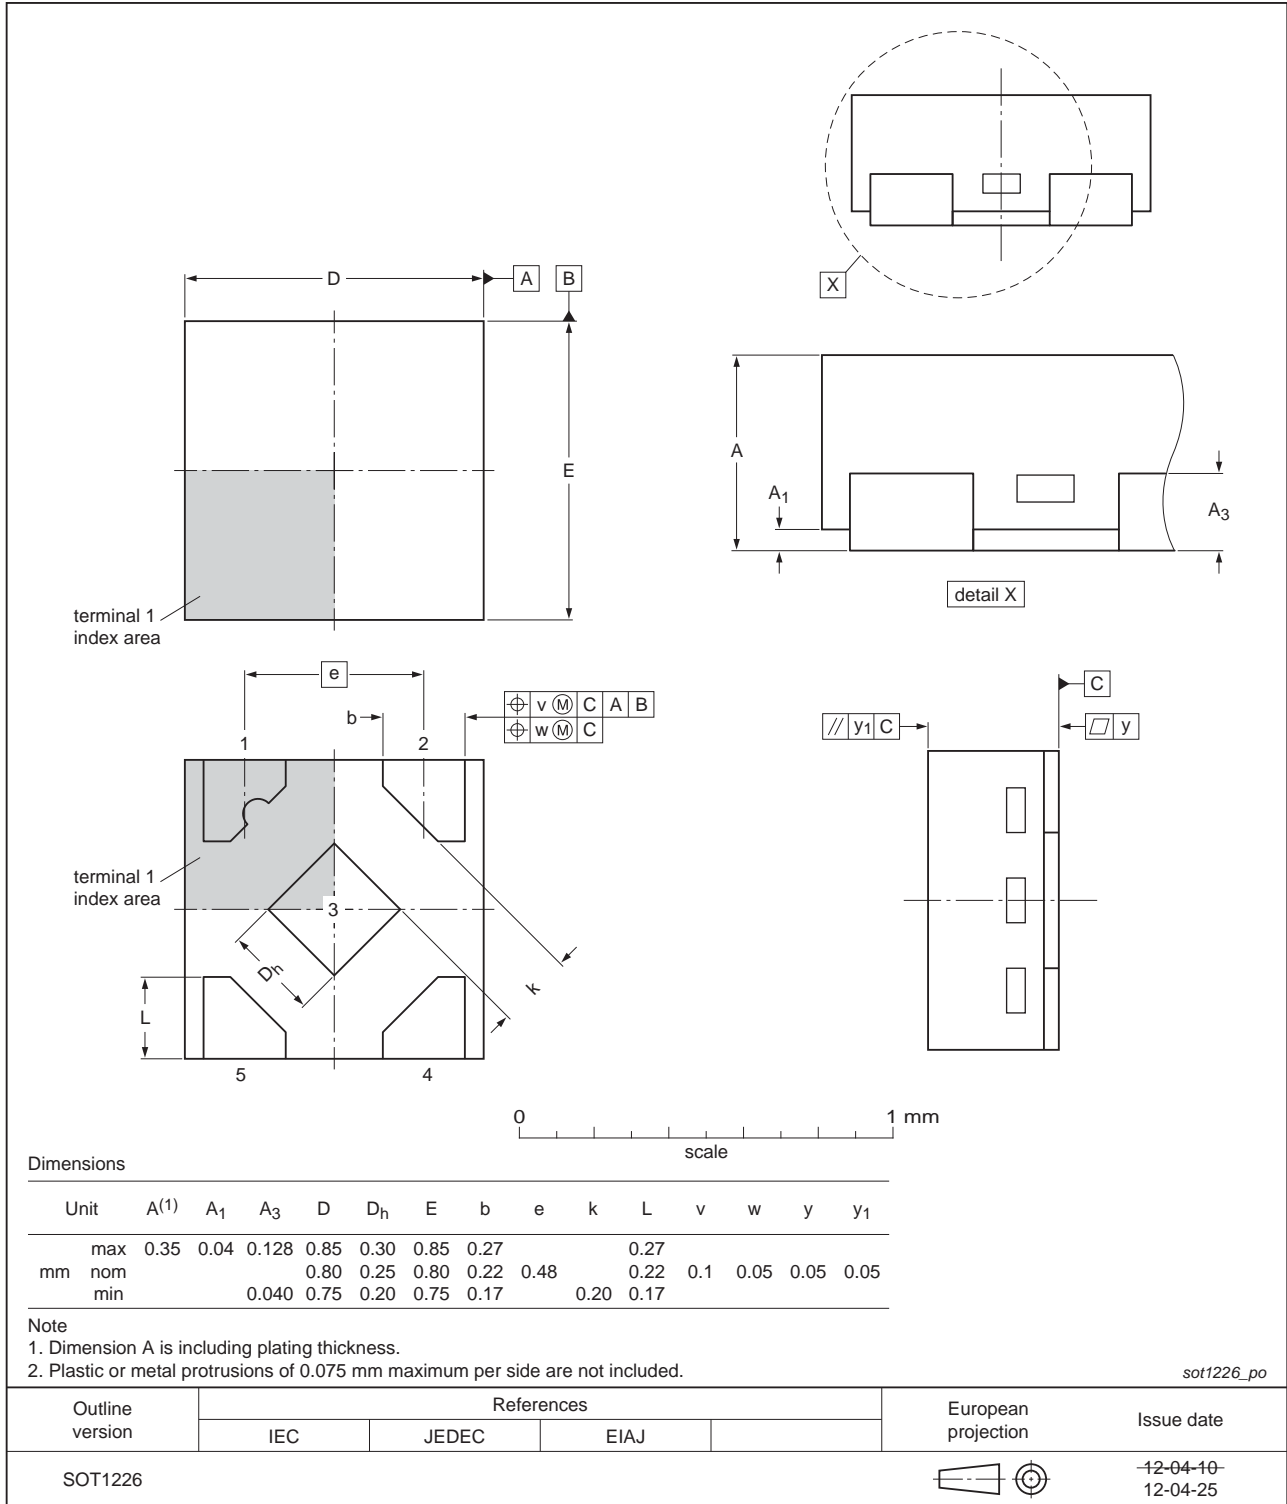 X
D
A
B
E
terminal 1
index area
A
A1
A3
detail X
e
b
v M C A B
w M C
1
2
terminal 1
index area
3
Dh
k
L
5
4
C
// y1 C
y
0
1 mm
scale
Dimensions
Unit A(1) A1 A3 D Dh E b e k L v w y y1
max 0.35 0.04 0.128 0.85 0.30 0.85 0.27 0.27
mm nom 0.80 0.25 0.80 0.22 0.48 0.22 0.1 0.05 0.05 0.05
min 0.040 0.75 0.20 0.75 0.17 0.20 0.17
Note
1. Dimension A is including plating thickness.
2. Plastic or metal protrusions of 0.075 mm maximum per side are not included.
sot1226_po
Outline
version
References
IEC JEDEC EIAJ
European
projection
Issue date
SOT1226
12-04-10
12-04-25